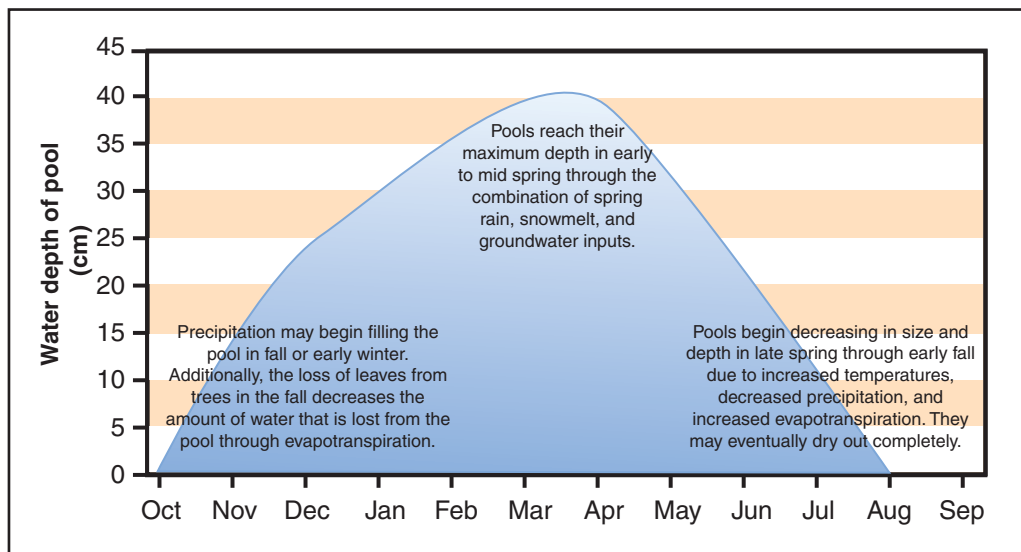 45
40
35
30
25
20
15
10
5
0
Water depth of pool
(cm)
Pools reach their
maximum depth in early
to mid spring through the
combination of spring
rain, snowmelt, and
groundwater inputs.
Precipitation may begin filling the
pool in fall or early winter.
Additionally, the loss of leaves from
trees in the fall decreases the
amount of water that is lost from the
pool through evapotranspiration.
Pools begin decreasing in size and
depth in late spring through early fall
due to increased temperatures,
decreased precipitation, and
increased evapotranspiration. They
may eventually dry out completely.
Oct Nov Dec Jan Feb Mar Apr May Jun Jul Aug Sep